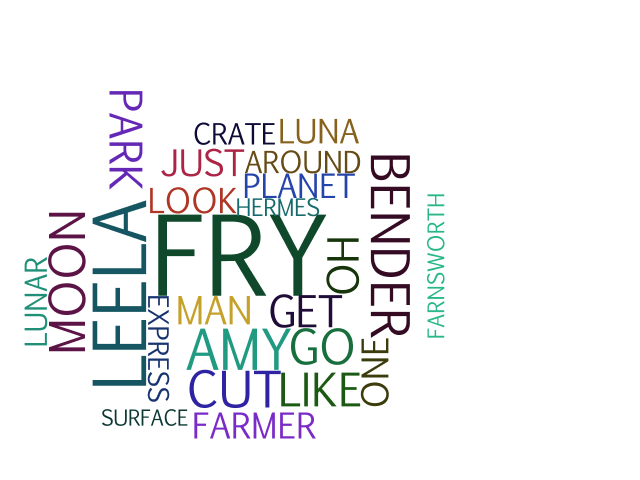 PARK
CRATE
LUNA
JUST
AROUND
PLANET
LOOK
HERMES
BENDER
FARNSWORTH
LEELA
MOON
LUNAR
FRY
OH
EXPRESS
MAN
GET
AMY
GO
ONE
CUT
LIKE
SURFACE
FARMER